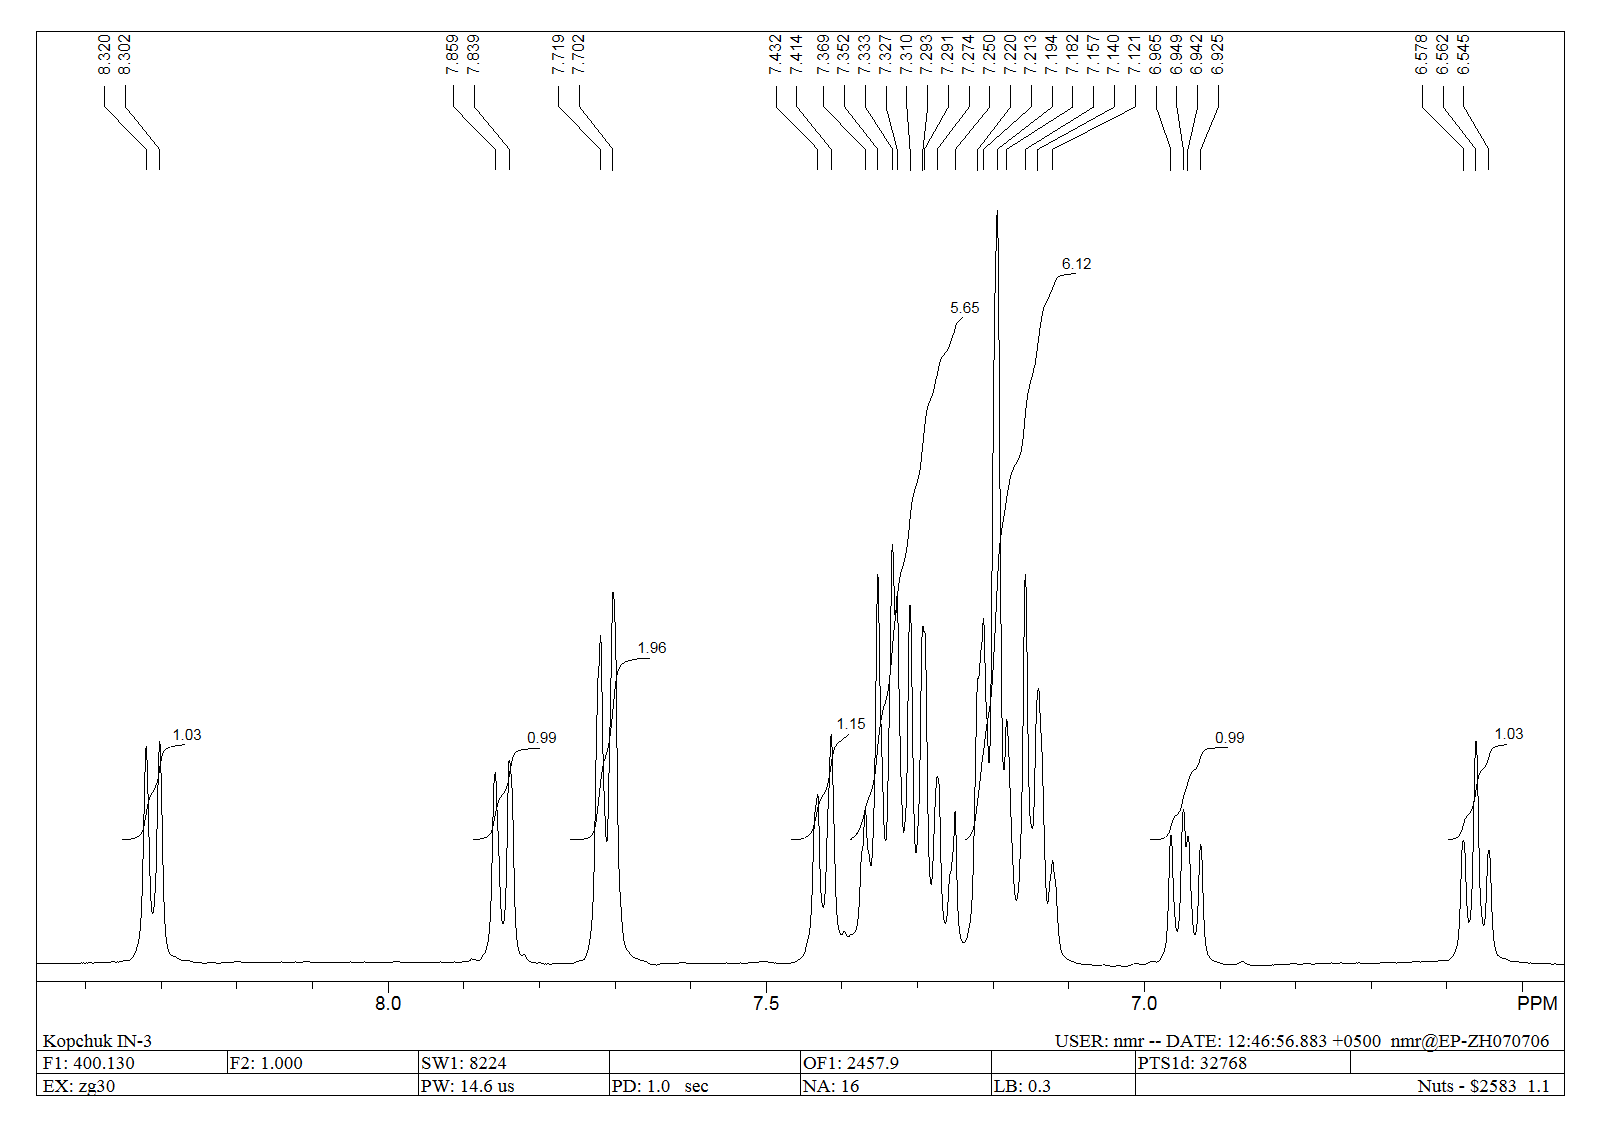 8.320 8.302 7.859 7.839 7.719 7.702 7.432 7.414 7.369 7.352 7.333 7.327 7.310 7.293 7.291 7.274 7.250 7.220 7.213 7.194 7.182 7.157 7.140 7.121 6.965 6.949 6.942 6.925 6.578 6.562 6.545
6.12
5.65
1.96
1.15
1.03 0.99 0.99 1.03
8.0 7.5 7.0 PPM
Kopchuk IN-3 USER: nmr -- DATE: 12:46:56.883 +0500 nmr@EP-ZH070706
F1: 400.130 F2: 1.000 SW1: 8224 OF1: 2457.9 PTS1d: 32768
EX: zg30 PW: 14.6 us PD: 1.0 sec NA: 16 LB: 0.3 Nuts - $2583 1.1